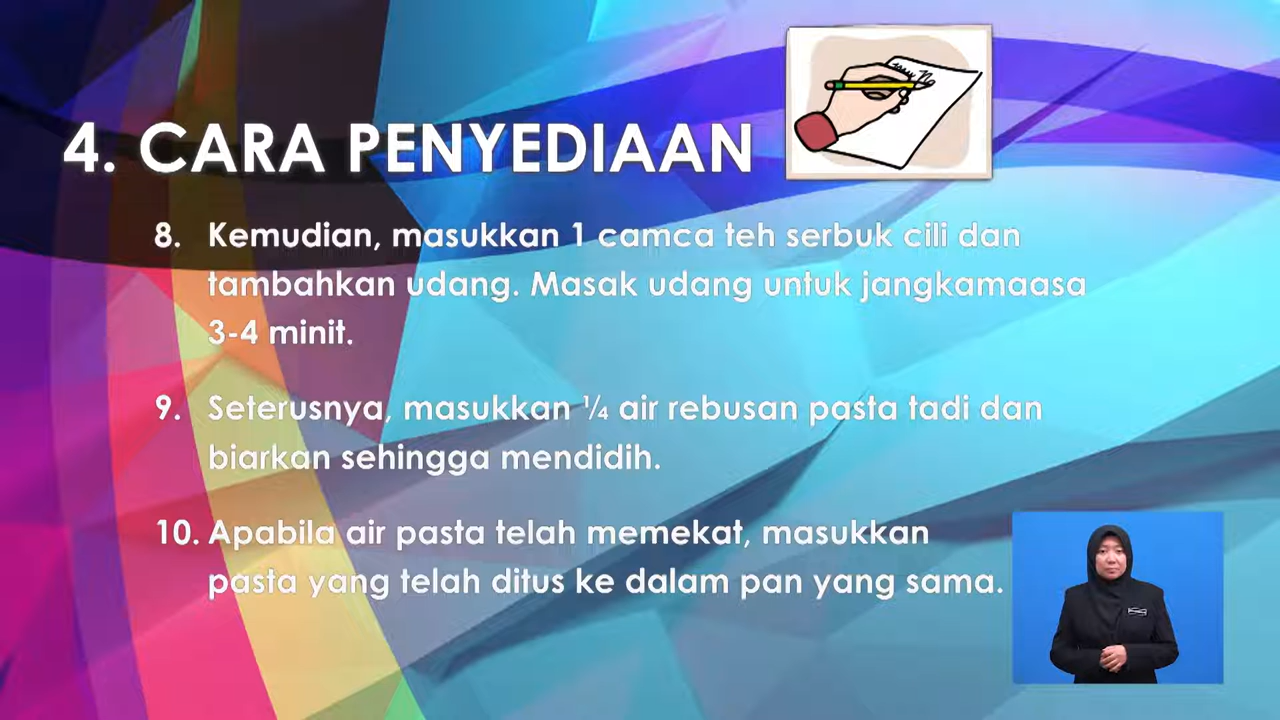 4. CARA PENYEDIAAN
8. Kemudian, masukkan 1 camca teh serbuk cili dan
tambahkan udang. Masak udang untuk jangkamaasa
3-4 minit.
9. Seterusnya, masukkan ¼ air rebusan pasta tadi dan
biarkan sehingga mendidih.
10. Apabila air pasta telah memekat, masukkan
pasta yang telah ditus ke dalam pan yang sama.